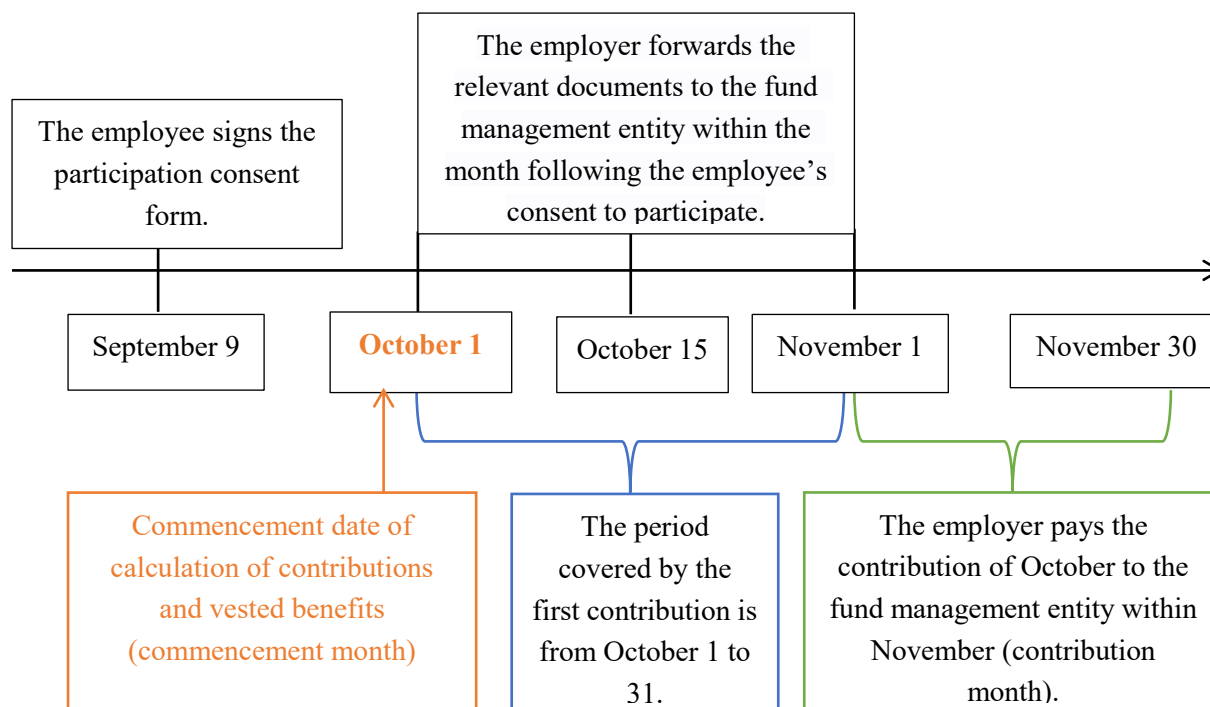 The employee signs the
participation consent
form.
The employer forwards the
relevant documents to the fund
management entity within the
month following the employee’s
consent to participate.
September 9
October 1
October 15
November 1
November 30
Commencement date of
calculation of contributions
and vested benefits
(commencement month)
The period
covered by the
first contribution is
from October 1 to
31.
The employer pays the
contribution of October to the
fund management entity within
November (contribution
month).